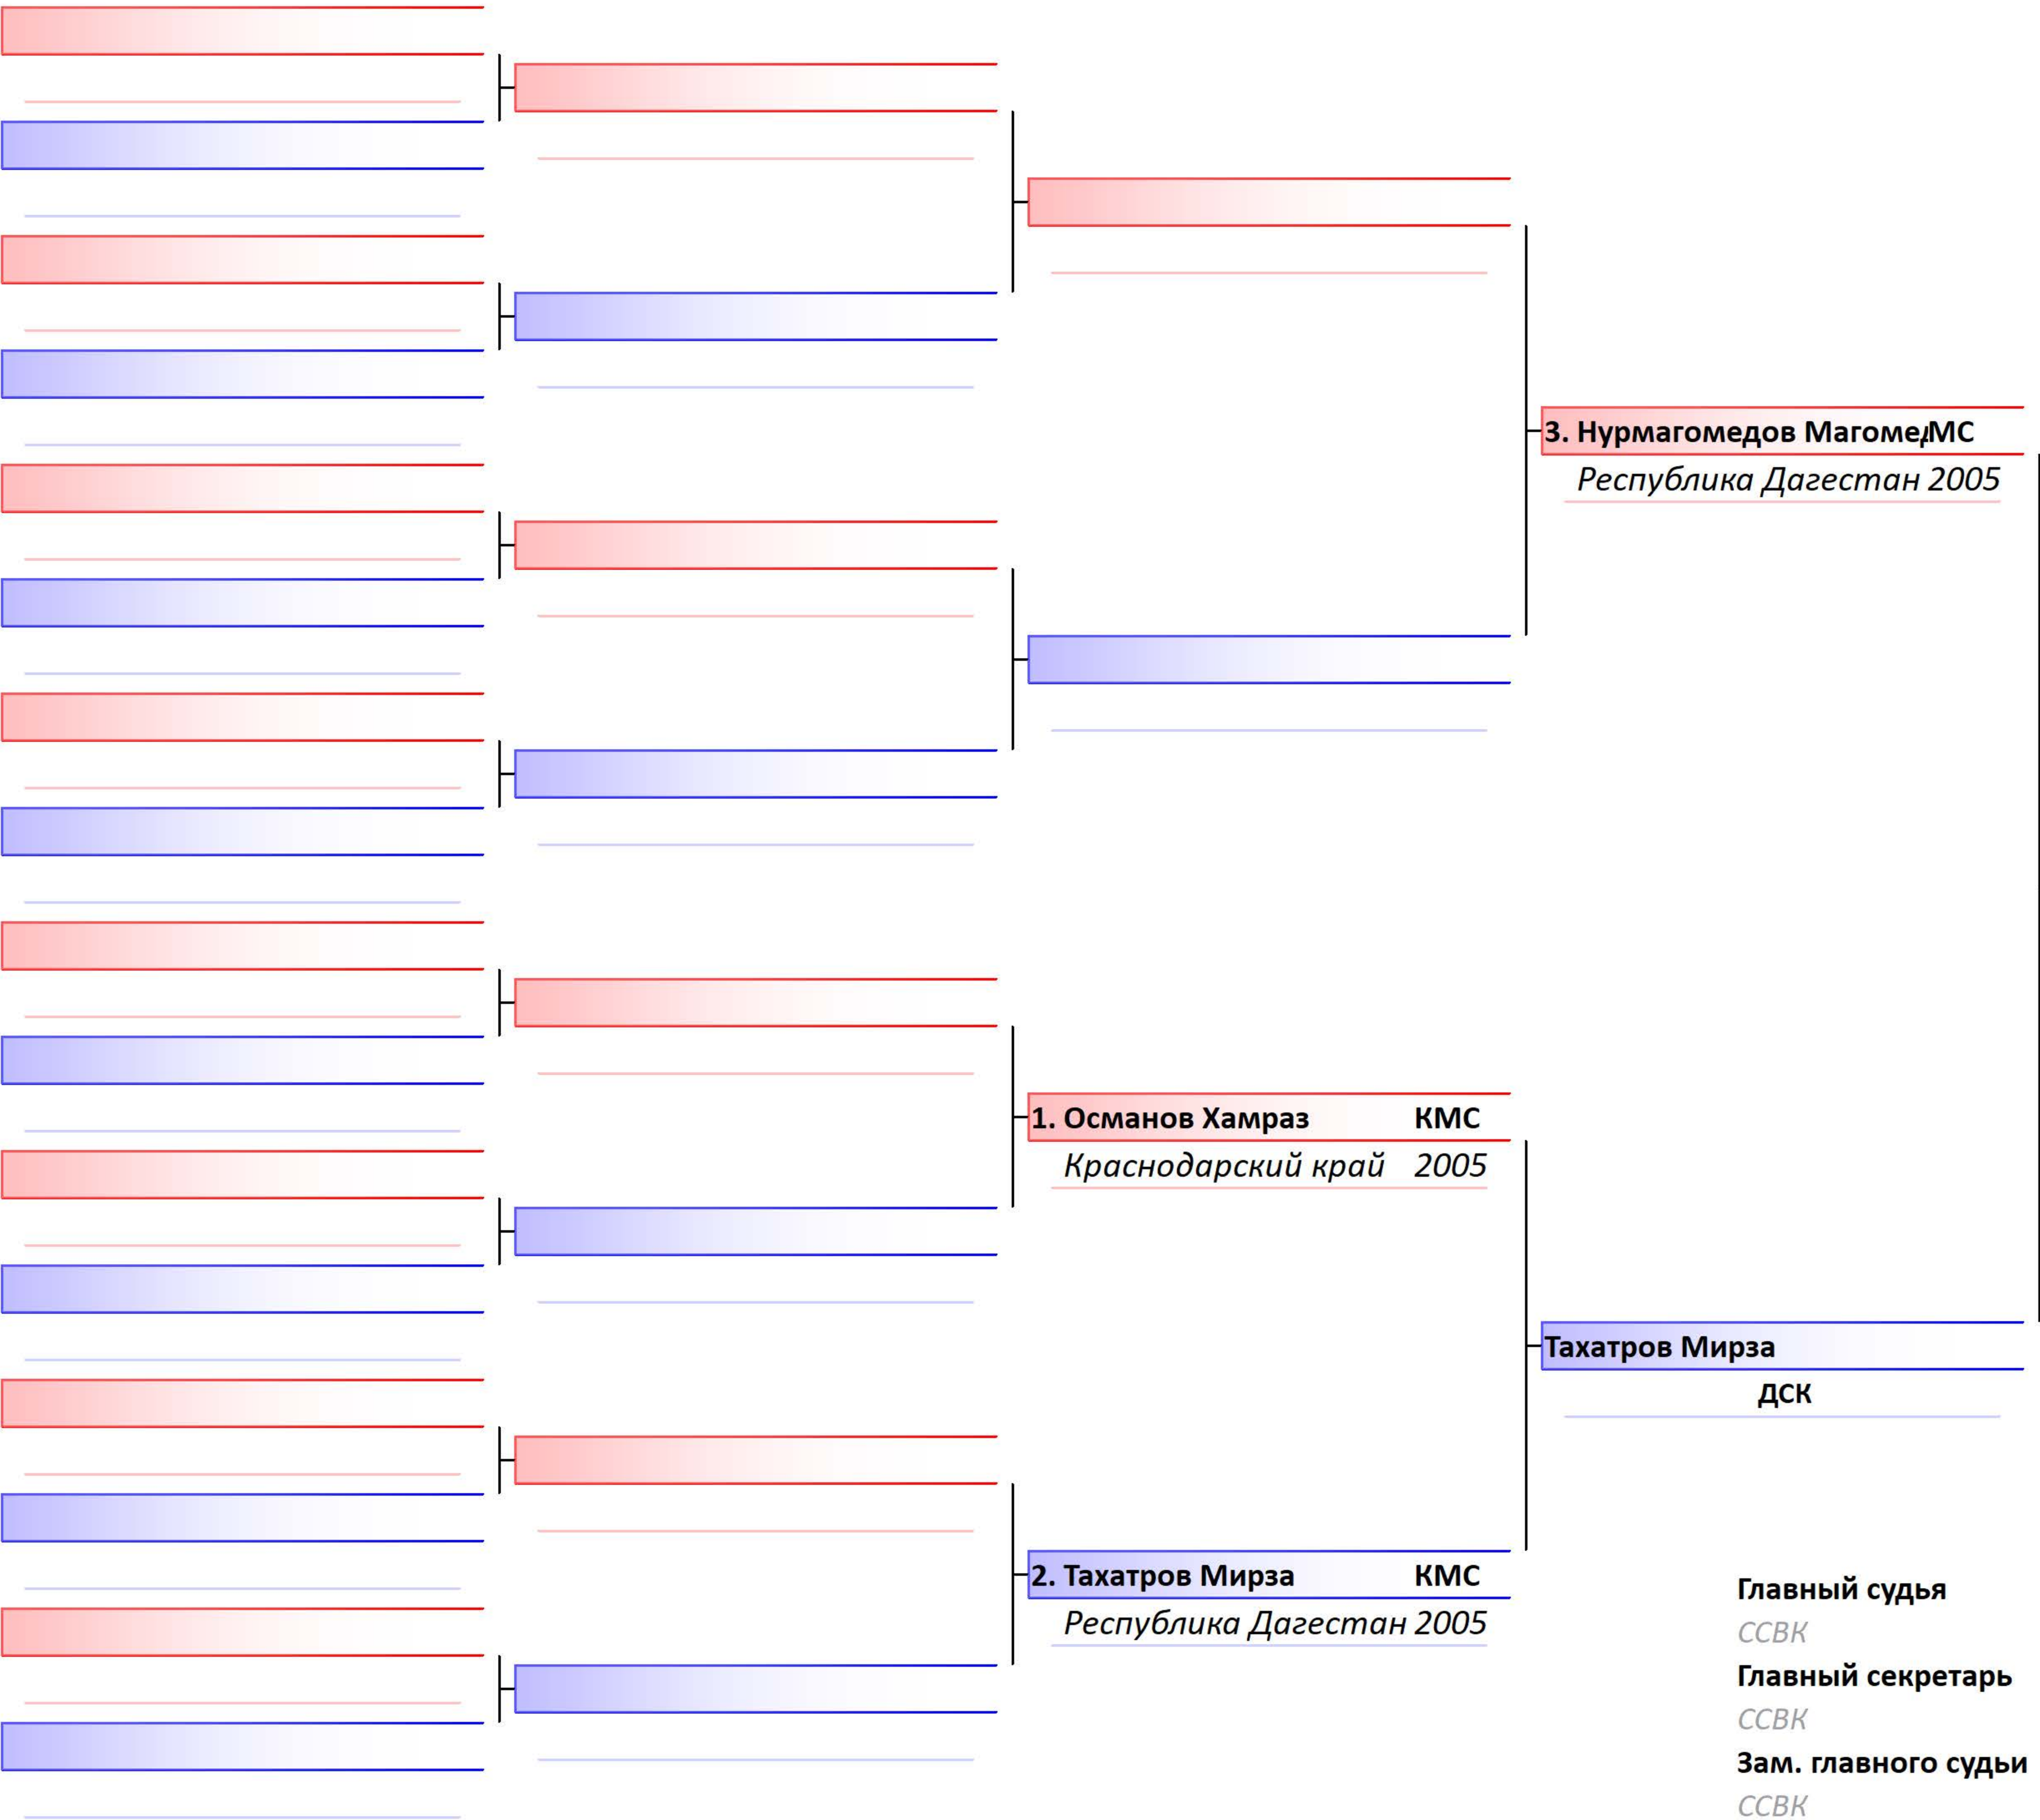 3. Нурмагомедов Магомед МС
Республика Дагестан 2005
1. Османов Хамраз КМС
Краснодарский край 2005
Тахатров Мирза
ДСК
2. Тахатров Мирза КМС
Республика Дагестан 2005
Главный судья
ССВК
Главный секретарь
ССВК
Зам. главного судьи
ССВК